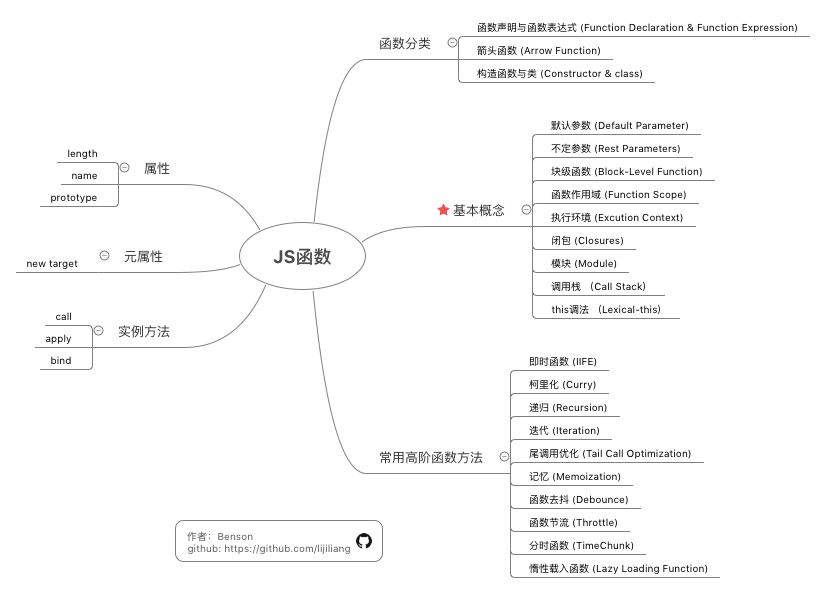 JS函数
函数分类
函数声明与函数表达式 (Function Declaration & Function Expression)
箭头函数 (Arrow Function)
构造函数与类 (Constructor & class)
基本概念
默认参数 (Default Parameter)
不定参数 (Rest Parameters)
块级函数 (Block-Level Function)
函数作用域 (Function Scope)
执行环境 (Excution Context)
闭包 (Closures)
模块 (Module)
调用栈 （Call Stack）
this调法 （Lexical-this）
常用高阶函数方法
即时函数 (IIFE)
柯里化 (Curry)
递归 (Recursion)
迭代 (Iteration)
尾调用优化 (Tail Call Optimization)
记忆 (Memoization)
函数去抖 (Debounce)
函数节流 (Throttle)
分时函数 (TimeChunk)
惰性载入函数 (Lazy Loading Function)
属性
length
name
prototype
元属性
new target
实例方法
call
apply
bind
作者：Benson
github: https://github.com/lijiliang